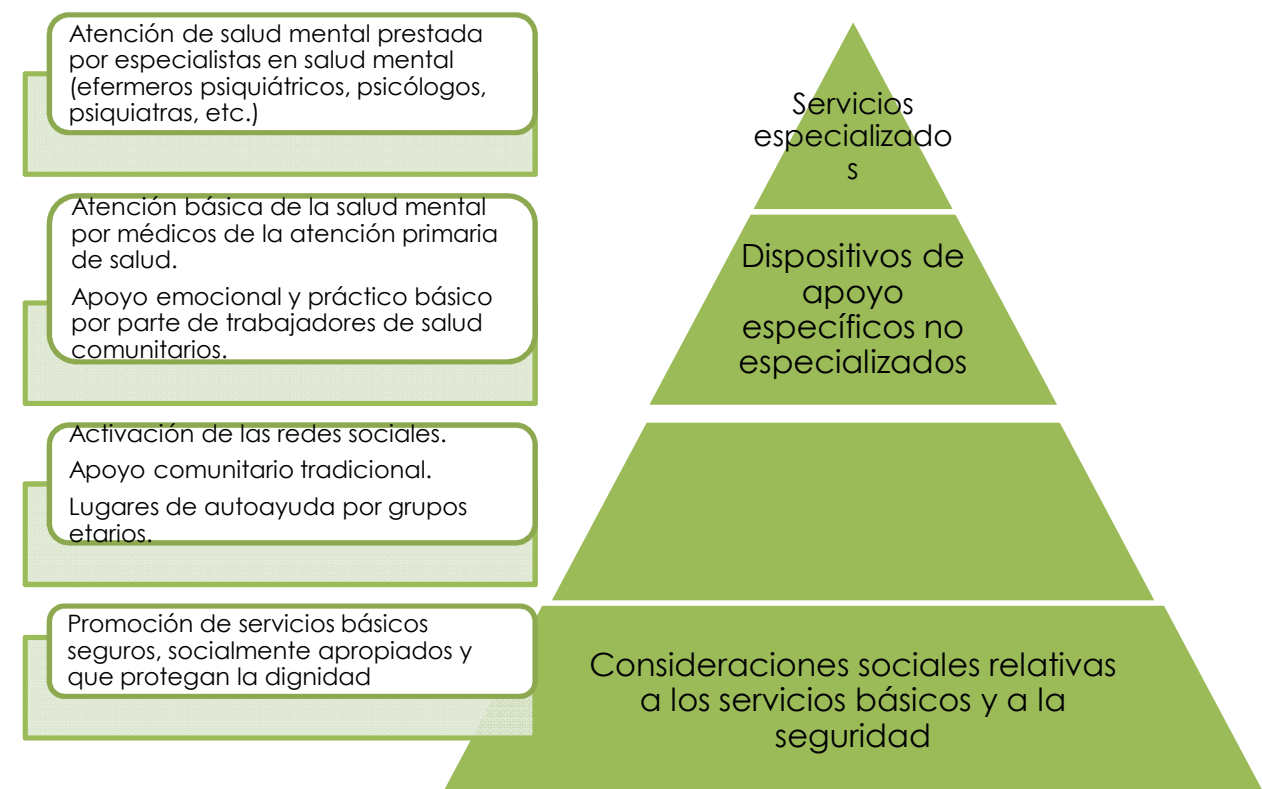 Atención de salud mental prestada
por especialistas en salud mental
(efermeros psiquiátricos, psicólogos,
psiquiatras, etc.)
Servicios
especializado
s
Atención básica de la salud mental
por médicos de la atención primaria
de salud.
Apoyo emocional y práctico básico
por parte de trabajadores de salud
comunitarios.
Dispositivos de
apoyo
específicos no
especializados
Activación de las redes sociales.
Apoyo comunitario tradicional.
Lugares de autoayuda por grupos
etarios.
Promoción de servicios básicos
seguros, socialmente apropiados y
que protegan la dignidad
Consideraciones sociales relativas
a los servicios básicos y a la
seguridad